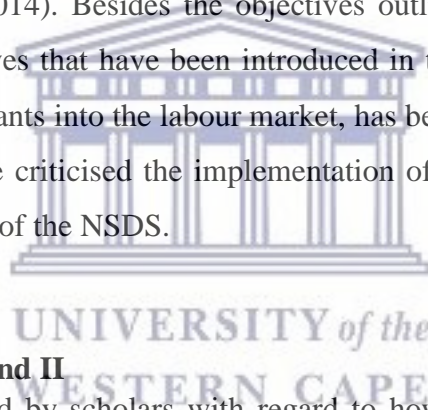 014). Besides the objectives outl
ves that have been introduced in t
ants into the labour market, has be
e criticised the implementation of
of the NSDS.
UNIVERSITY of the
nd II
WESTERN CAPE
d by scholars with regard to how